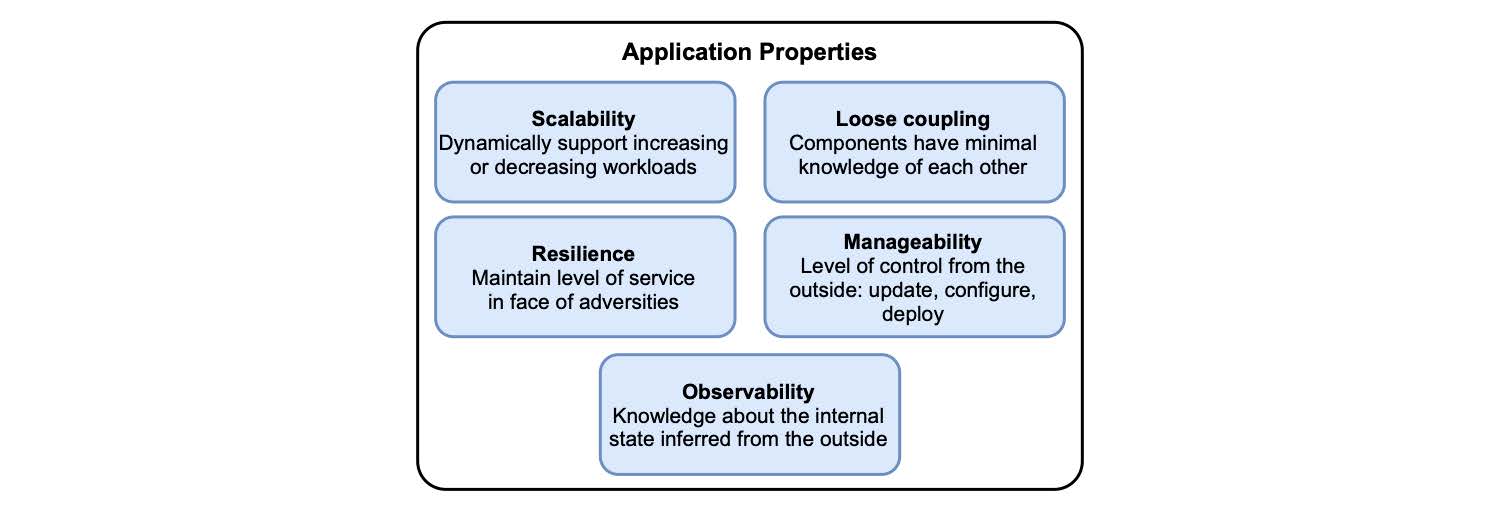 Application Properties
Scalability
Dynamically support increasing
or decreasing workloads
Loose coupling
Components have minimal
knowledge of each other
Resilience
Maintain level of service
in face of adversities
Manageability
Level of control from the
outside: update, configure,
deploy
Observability
Knowledge about the internal
state inferred from the outside